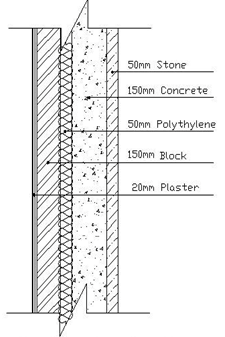 50mm Stone
150mm Concrete
50mm Polythylene
150mm Block
20mm Plaster